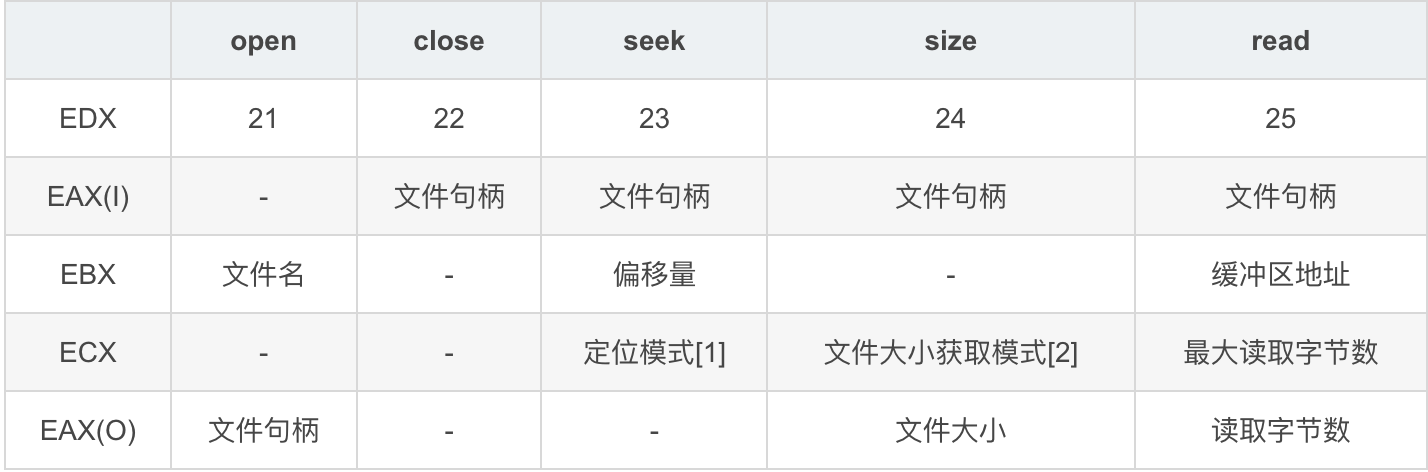 open close seek size read
EDX 21 22 23 24 25
EAX(I) - 文件句柄 文件句柄 文件句柄 文件句柄
EBX 文件名 - 偏移量 - 缓冲区地址
ECX - - 定位模式[1] 文件大小获取模式[2] 最大读取字节数
EAX(O) 文件句柄 - - 文件大小 读取字节数